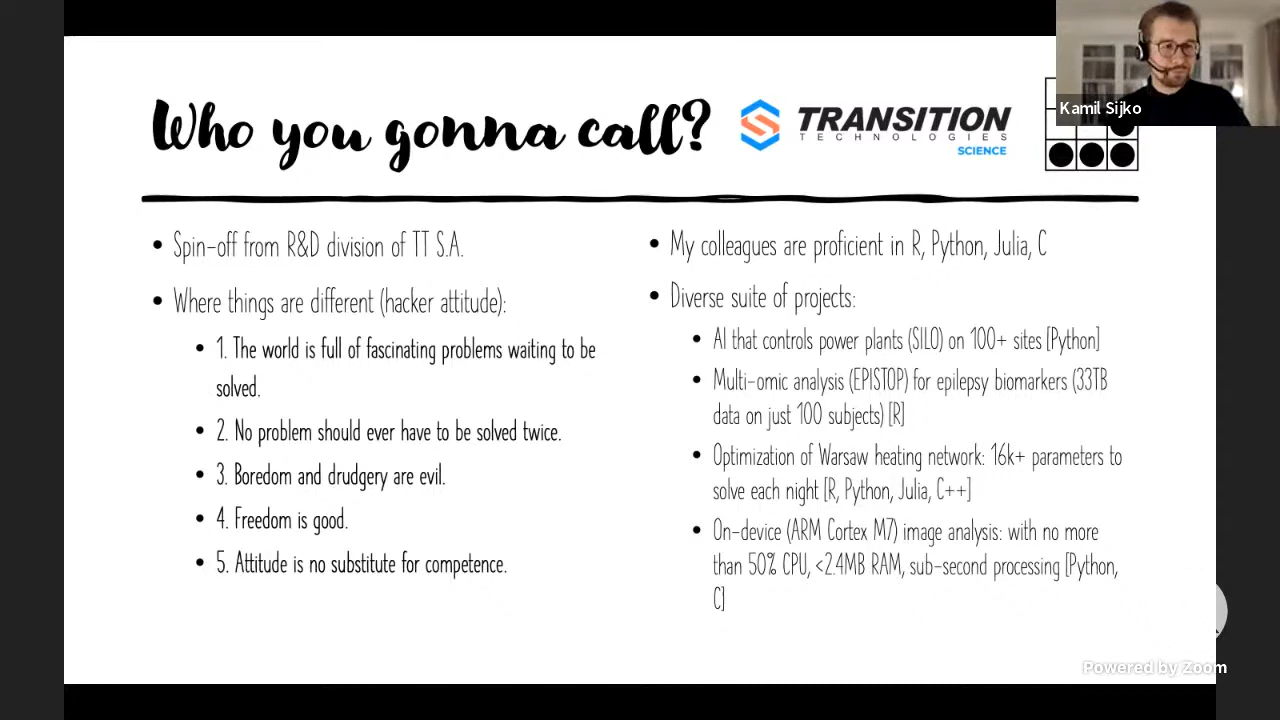 Kamil Sijko
Who you gonna call?
TRANSITION
TECHNOLOGIES
SCIENCE
• Spin-off from R&D division of TT S.A.
• Where things are different (hacker attitude):
• 1. The world is full of fascinating problems waiting to be
solved.
• 2. No problem should ever have to be solved twice.
• 3. Boredom and drudgery are evil.
• 4. Freedom is good.
• 5. Attitude is no substitute for competence.
• My colleagues are proficient in R, Python, Julia, C
• Diverse suite of projects:
• AI that controls power plants (SILO) on 100+ sites [Python]
• Multi-omic analysis (EPISTOP) for epilepsy biomarkers (33TB
data on just 100 subjects) [R]
• Optimization of Warsaw heating network: 16k+ parameters to
solve each night [R, Python, Julia, C++]
• On-device (ARM Cortex M7) image analysis: with no more
than 50% CPU, <2.4MB RAM, sub-second processing [Python,
C]
Powered by Zoom